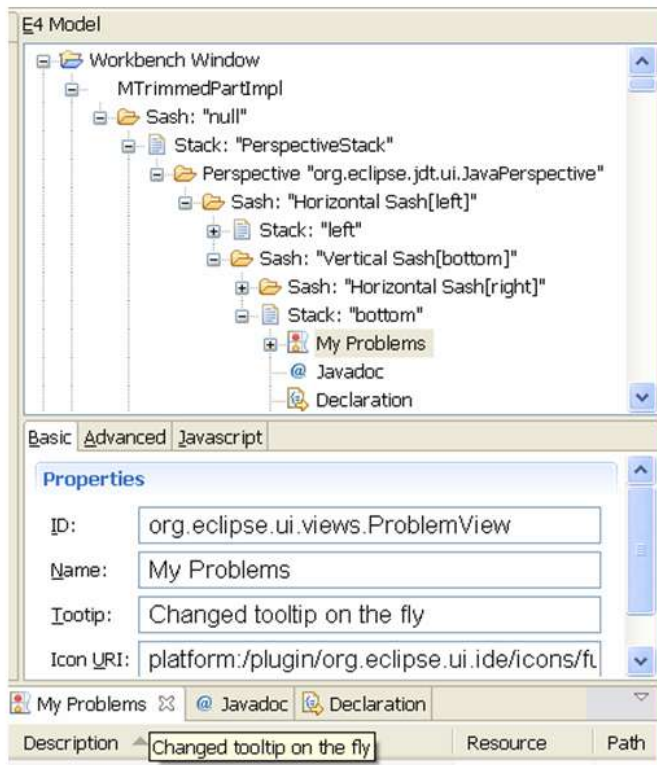 E4 Model
Workbench Window
MTrimmedPartImpl
Sash: "null"
Stack: "PerspectiveStack"
Perspective "org.eclipse.jdt.ui.JavaPerspective"
Sash: "Horizontal Sash[left]"
Stack: "left"
Sash: "Vertical Sash[bottom]"
Sash: "Horizontal Sash[right]"
Stack: "bottom"
My Problems
@ Javadoc
Declaration
Basic Advanced Javascript
Properties
ID: org.eclipse.ui.views.ProblemView
Name: My Problems
Tootip: Changed tooltip on the fly
Icon URI: platform:/plugin/org.eclipse.ui.ide/icons/fu
My Problems @ Javadoc Declaration
Description Changed tooltip on the fly Resource Path